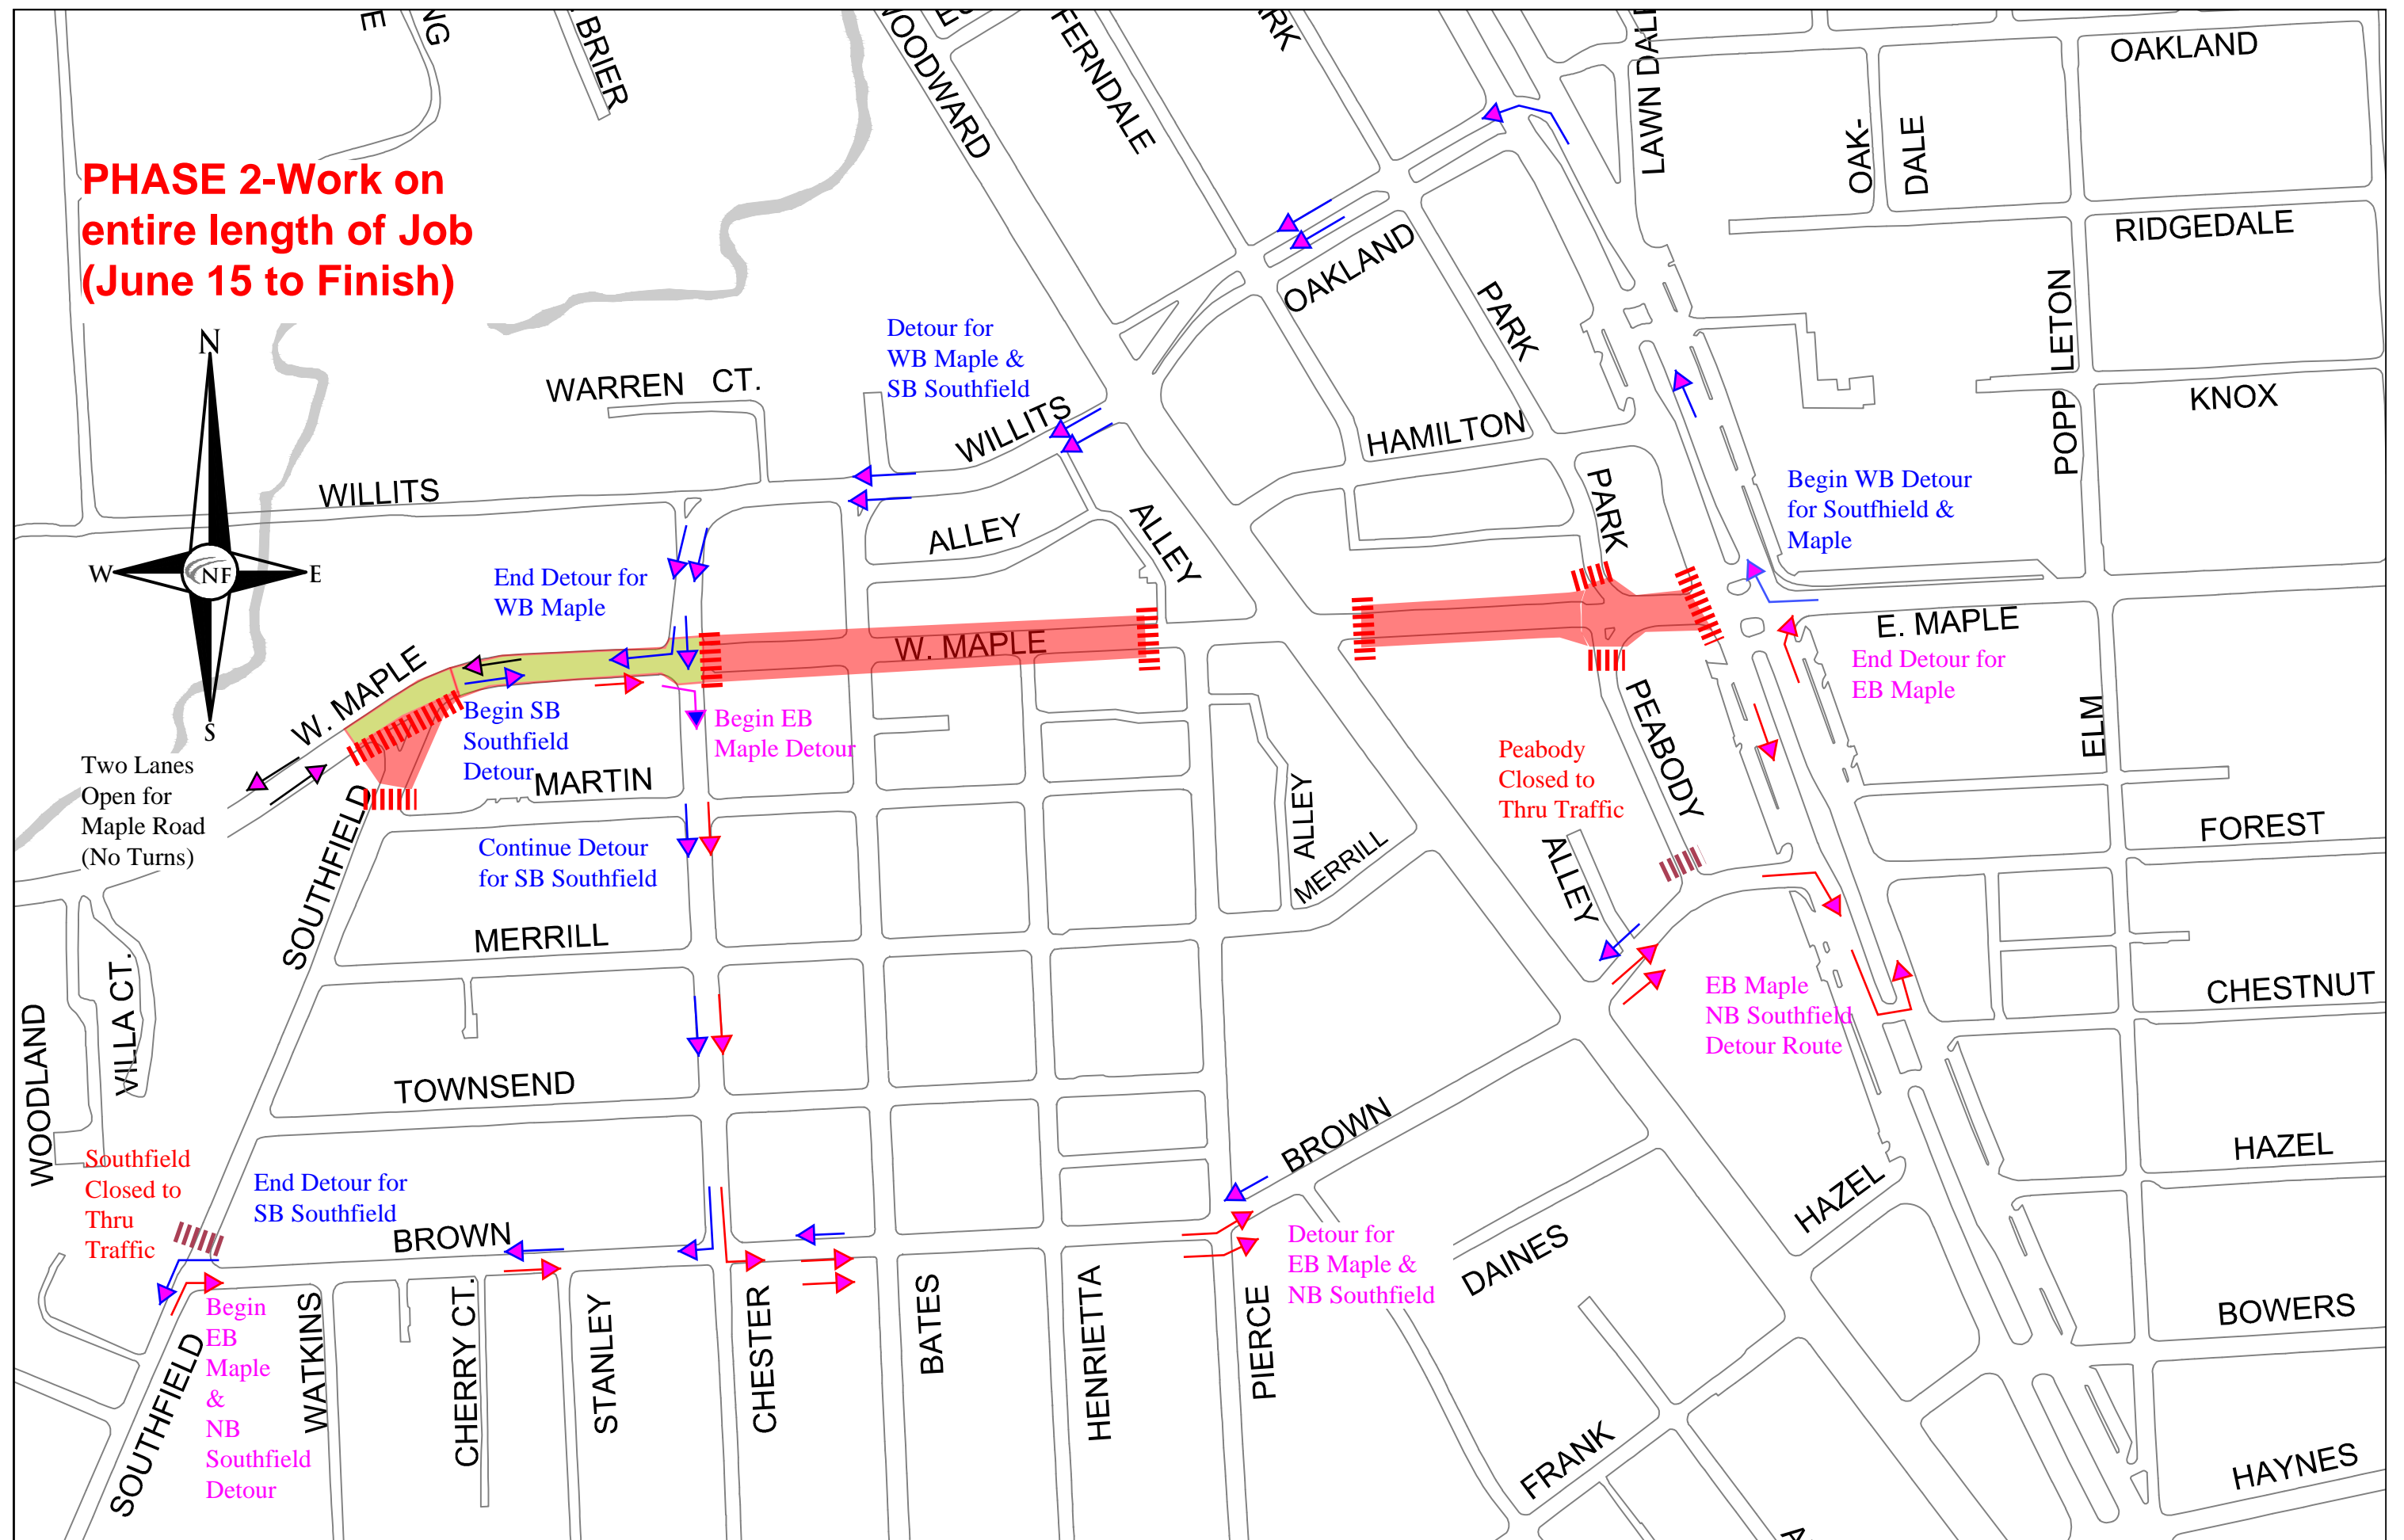 NG
BRIER
WOODWARD
FERNDALE
LAWN DALE
OAKLAND
OAK-
DALE
PHASE 2-Work on
entire length of Job
(June 15 to Finish)
RIDGEDALE
OAKLAND
PARK
POPP LETON
KNOX
N
W
E
S
NF
Detour for
WB Maple &
SB Southfield
WARREN CT.
WILLITS
WILLITS
HAMILTON
PARK
ALLEY
ALLEY
Begin WB Detour
for Soutfhield &
Maple
End Detour for
WB Maple
W. MAPLE
W. MAPLE
E. MAPLE
End Detour for
EB Maple
Begin SB
Southfield
Detour
Begin EB
Maple Detour
PEABODY
ELM
Two Lanes
Open for
Maple Road
(No Turns)
MARTIN
Peabody
Closed to
Thru Traffic
ALLEY
ALLEY
MERRILL
FOREST
SOUTHFIELD
Continue Detour
for SB Southfield
MERRILL
WOODLAND
VILLA CT.
EB Maple
NB Southfield
Detour Route
CHESTNUT
TOWNSEND
BROWN
HAZEL
HAZEL
Southfield
Closed to
Thru
Traffic
End Detour for
SB Southfield
BROWN
Detour for
EB Maple &
NB Southfield
DAINES
Begin
EB
Maple
&
NB
Southfield
Detour
SOUTHFIELD
WATKINS
CHERRY CT.
STANLEY
CHESTER
BATES
HENRIETTA
PIERCE
BOWERS
FRANK
HAYNES